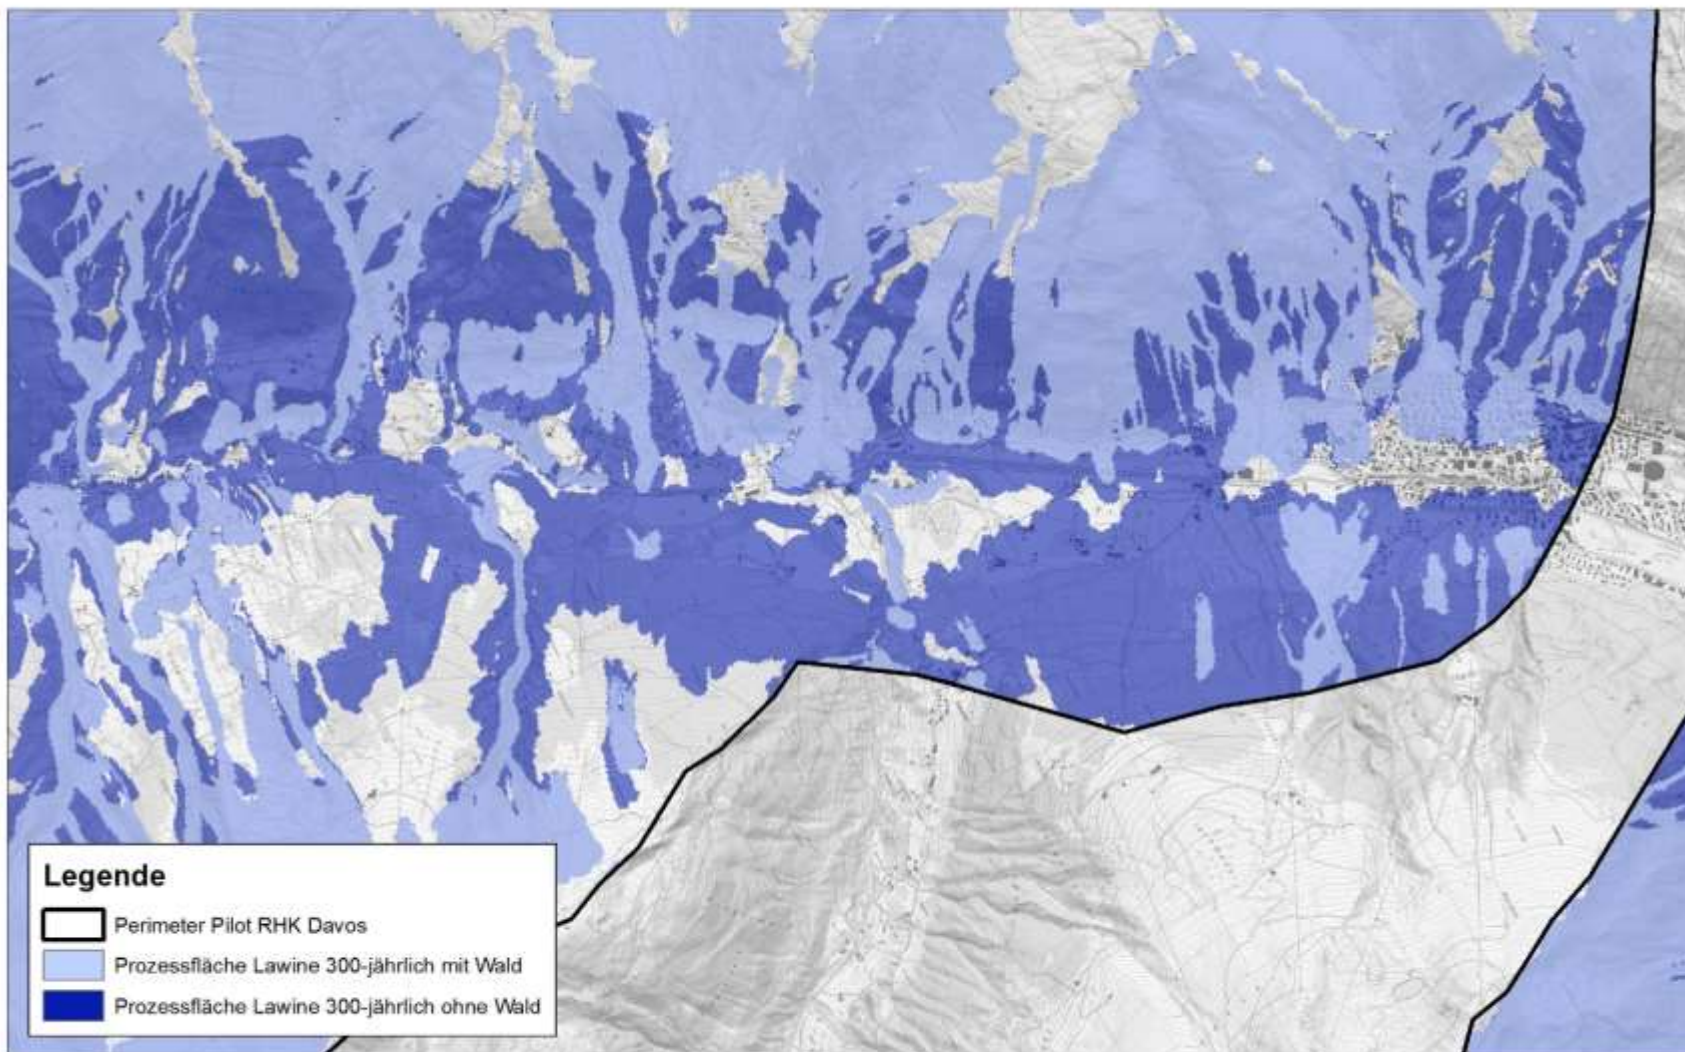 Legende
Perimeter Pilot RHK Davos
Prozessfläche Lawine 300-jährlich mit Wald
Prozessfläche Lawine 300-jährlich ohne Wald